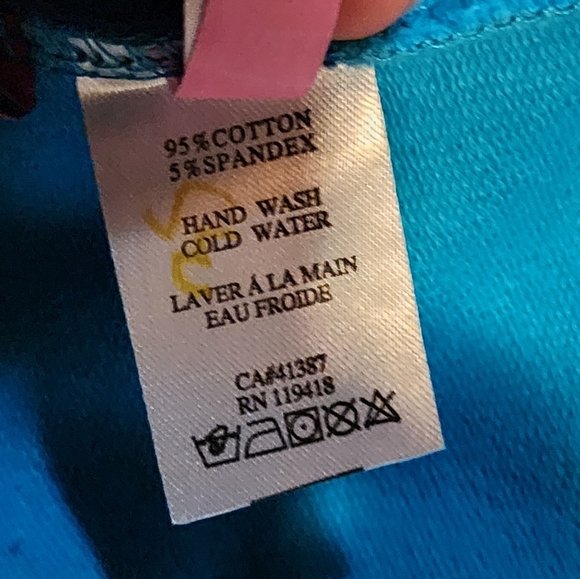 95%COTTON
5%SPANDEX
HAND WASH
COLD WATER
LAVER Á LA MAIN
EAU FROIDE
CA#41387
RN 119418